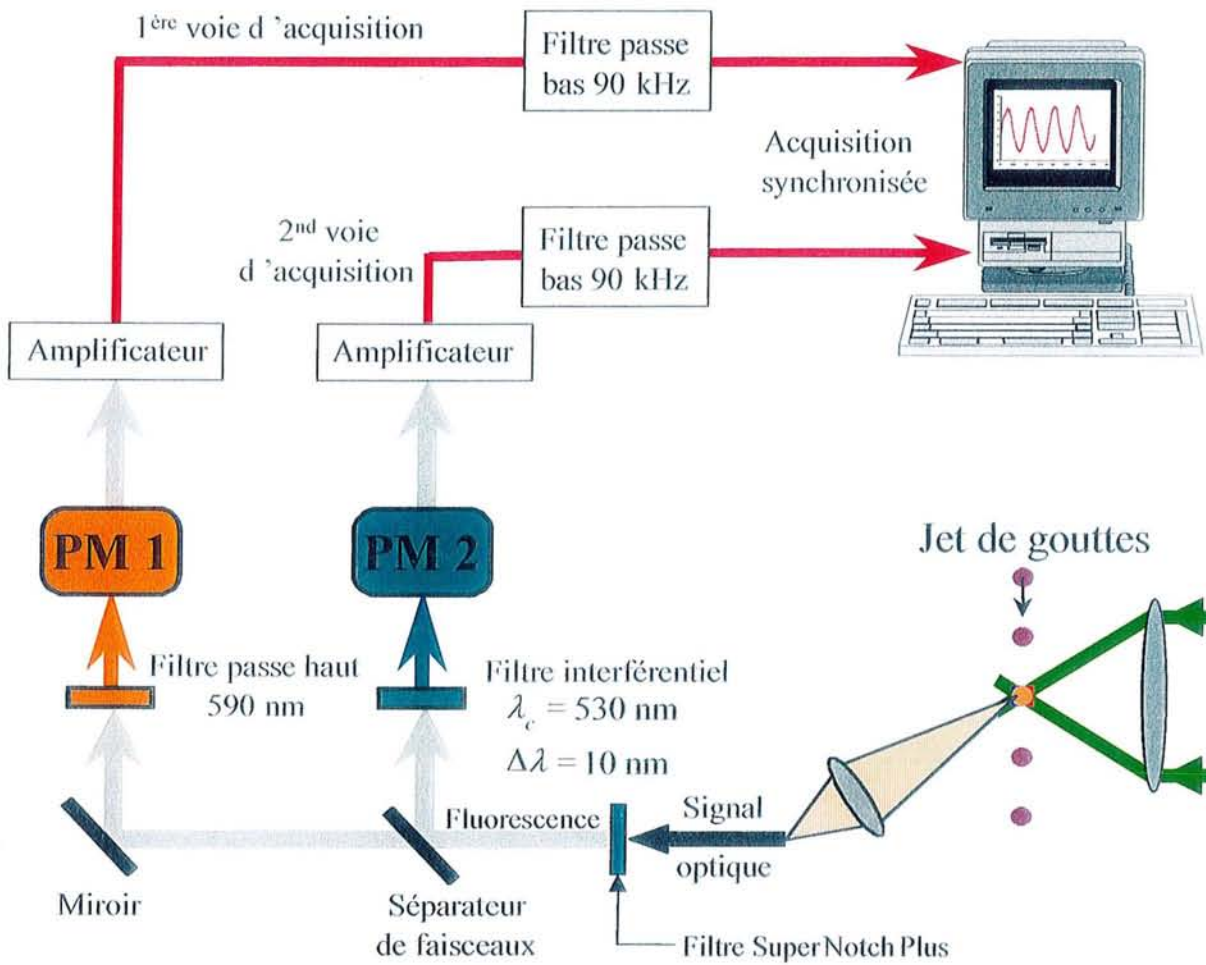 1ère voie d 'acquisition
Filtre passe
bas 90 kHz
Acquisition
synchronisée
2nd voie
d 'acquisition
Filtre passe
bas 90 kHz
Amplificateur
Amplificateur
PM 1
PM 2
Jet de gouttes
Filtre passe haut
590 nm
Filtre interférentiel
λc = 530 nm
Δλ = 10 nm
Fluorescence
Signal
optique
Miroir
Séparateur
de faisceaux
Filtre SuperNotch Plus